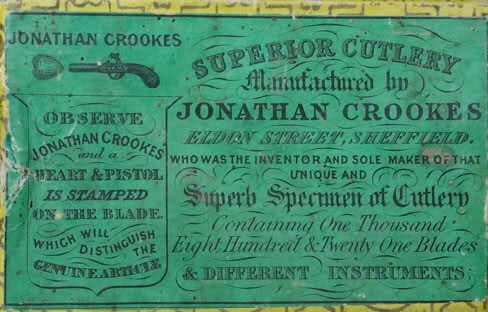 JONATHAN CROOKES
OBSERVE
JONATHAN CROOKES
and a
HEART & PISTOL
IS STAMPED
ON THE BLADE.
WHICH WILL
DISTINGUISH
THE
GENUINE ARTICLE
SUPERIOR CUTLERY
Manufactured by
JONATHAN CROOKES
ELDON STREET, SHEFFIELD.
WHO WAS THE INVENTOR AND SOLE MAKER OF THAT
UNIQUE AND
Superb Specimen of Cutlery
Containing One Thousand
Eight Hundred & Twenty One Blades
& DIFFERENT INSTRUMENTS;